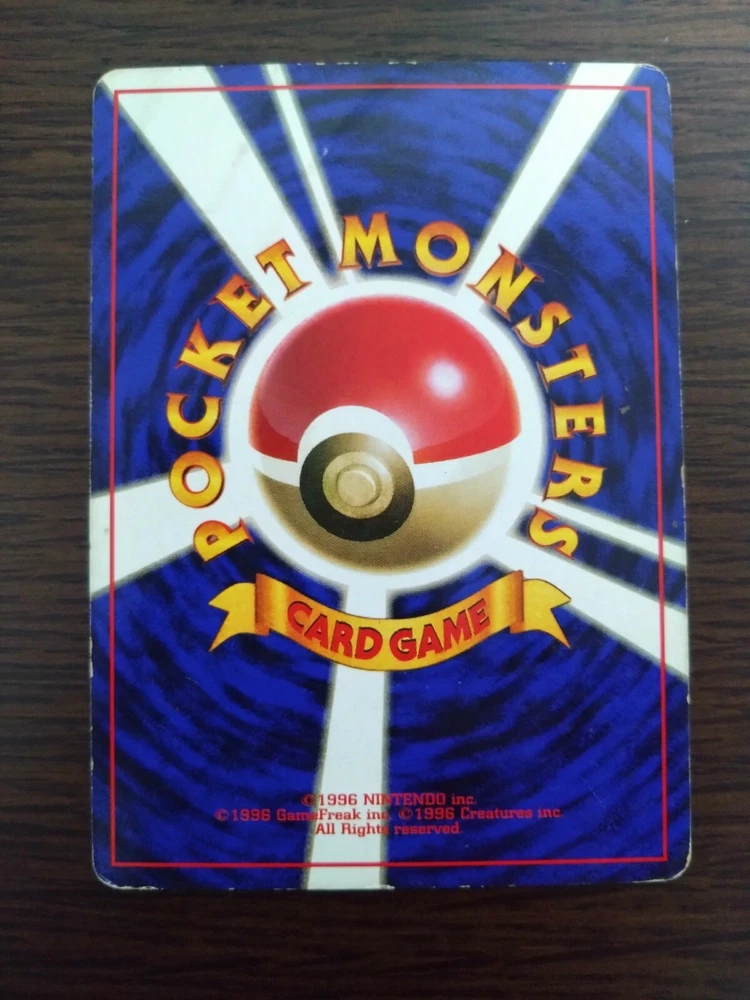 POCKET MONSTERS
CARD GAME
©1996 NINTENDO inc.
©1996 GameFreak inc. ©1996 Creatures inc.
All Rights reserved.